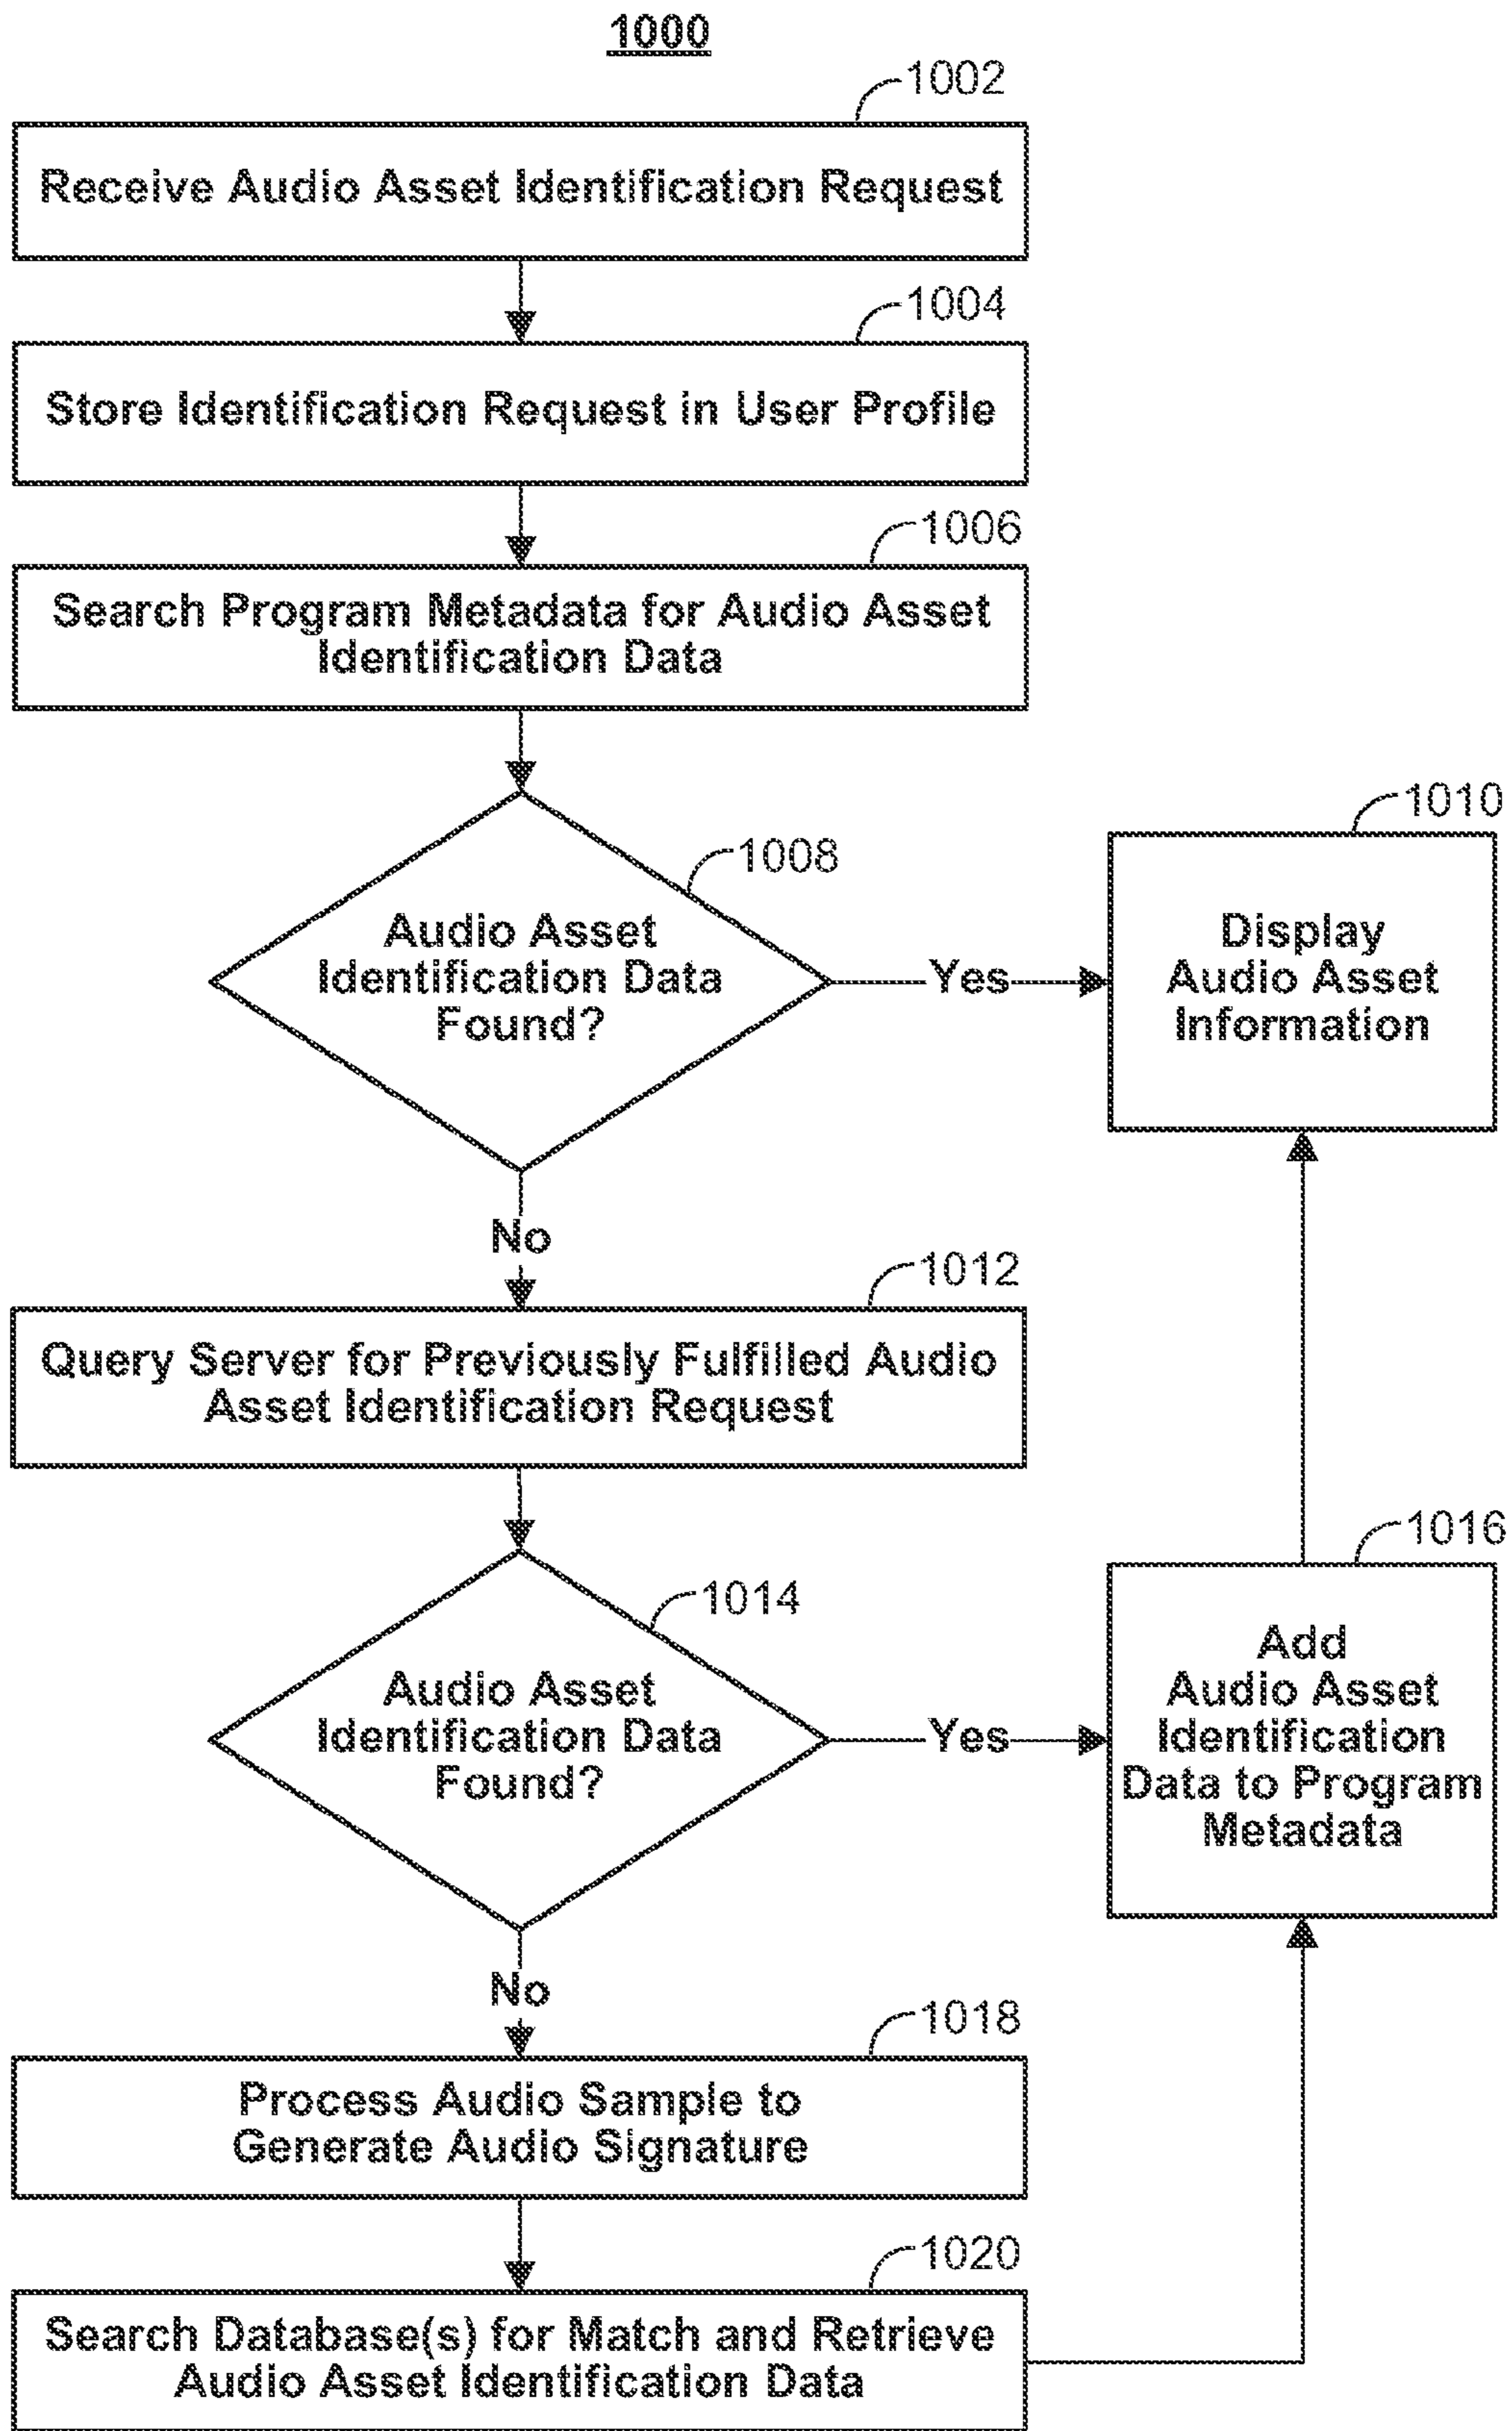 1000
1002
Receive Audio Asset Identification Request
1004
Store Identification Request in User Profile
1006
Search Program Metadata for Audio Asset
Identification Data
1008
Audio Asset
Identification Data
Found?
Yes
1010
Display
Audio Asset
Information
No
1012
Query Server for Previously Fulfilled Audio
Asset Identification Request
1014
Audio Asset
Identification Data
Found?
Yes
1016
Add
Audio Asset
Identification
Data to Program
Metadata
No
1018
Process Audio Sample to
Generate Audio Signature
1020
Search Database(s) for Match and Retrieve
Audio Asset Identification Data